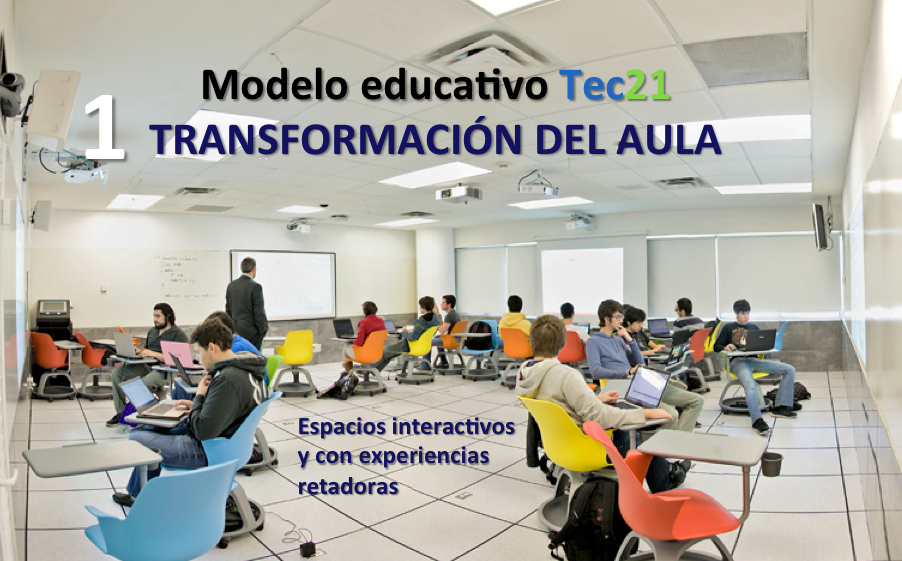 Modelo educativo Tec21
1 TRANSFORMACIÓN DEL AULA
Espacios interactivos
y con experiencias
retadoras